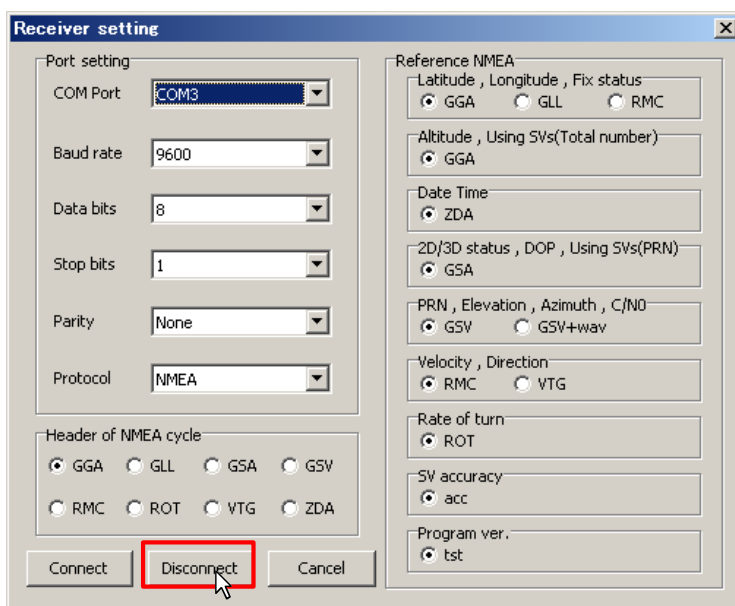 Receiver setting
Port setting
COM Port COM3
Baud rate 9600
Data bits 8
Stop bits 1
Parity None
Protocol NMEA
Header of NMEA cycle
GGA GLL GSA GSV
RMC ROT VTG ZDA
Connect Disconnect Cancel
Reference NMEA
Latitude , Longitude , Fix status
GGA GLL RMC
Altitude , Using SVs(Total number)
GGA
Date Time
ZDA
2D/3D status , DOP , Using SVs(PRN)
GSA
PRN , Elevation , Azimuth , C/N0
GSV GSV+wav
Velocity , Direction
RMC VTG
Rate of turn
ROT
SV accuracy
acc
Program ver.
tst